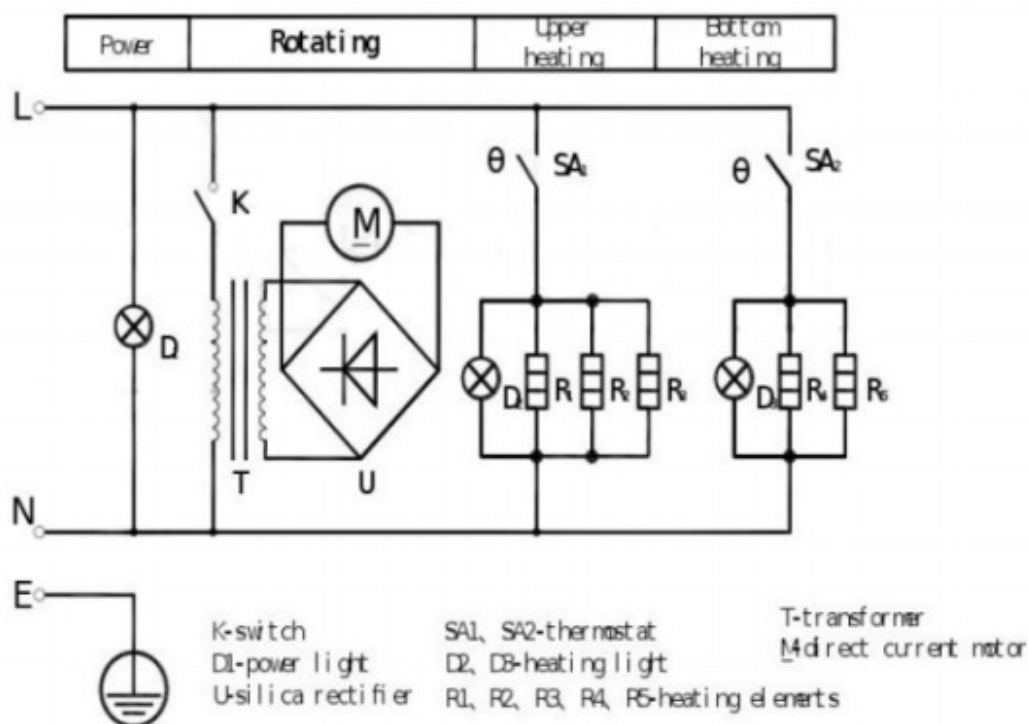 Power
Rotating
Upper heating
Bottom heating
L
θ
SA₁
θ
SA₂
K
M
D
D₂
R₁
R₂
R₃
D₃
R₄
R₅
T
U
N
E
K-switch
D1-power light
U-silica rectifier
SA1、SA2-thermostat
D2、D3-heating light
R1、R2、R3、R4、R5-heating elements
T-transformer
M-direct current motor